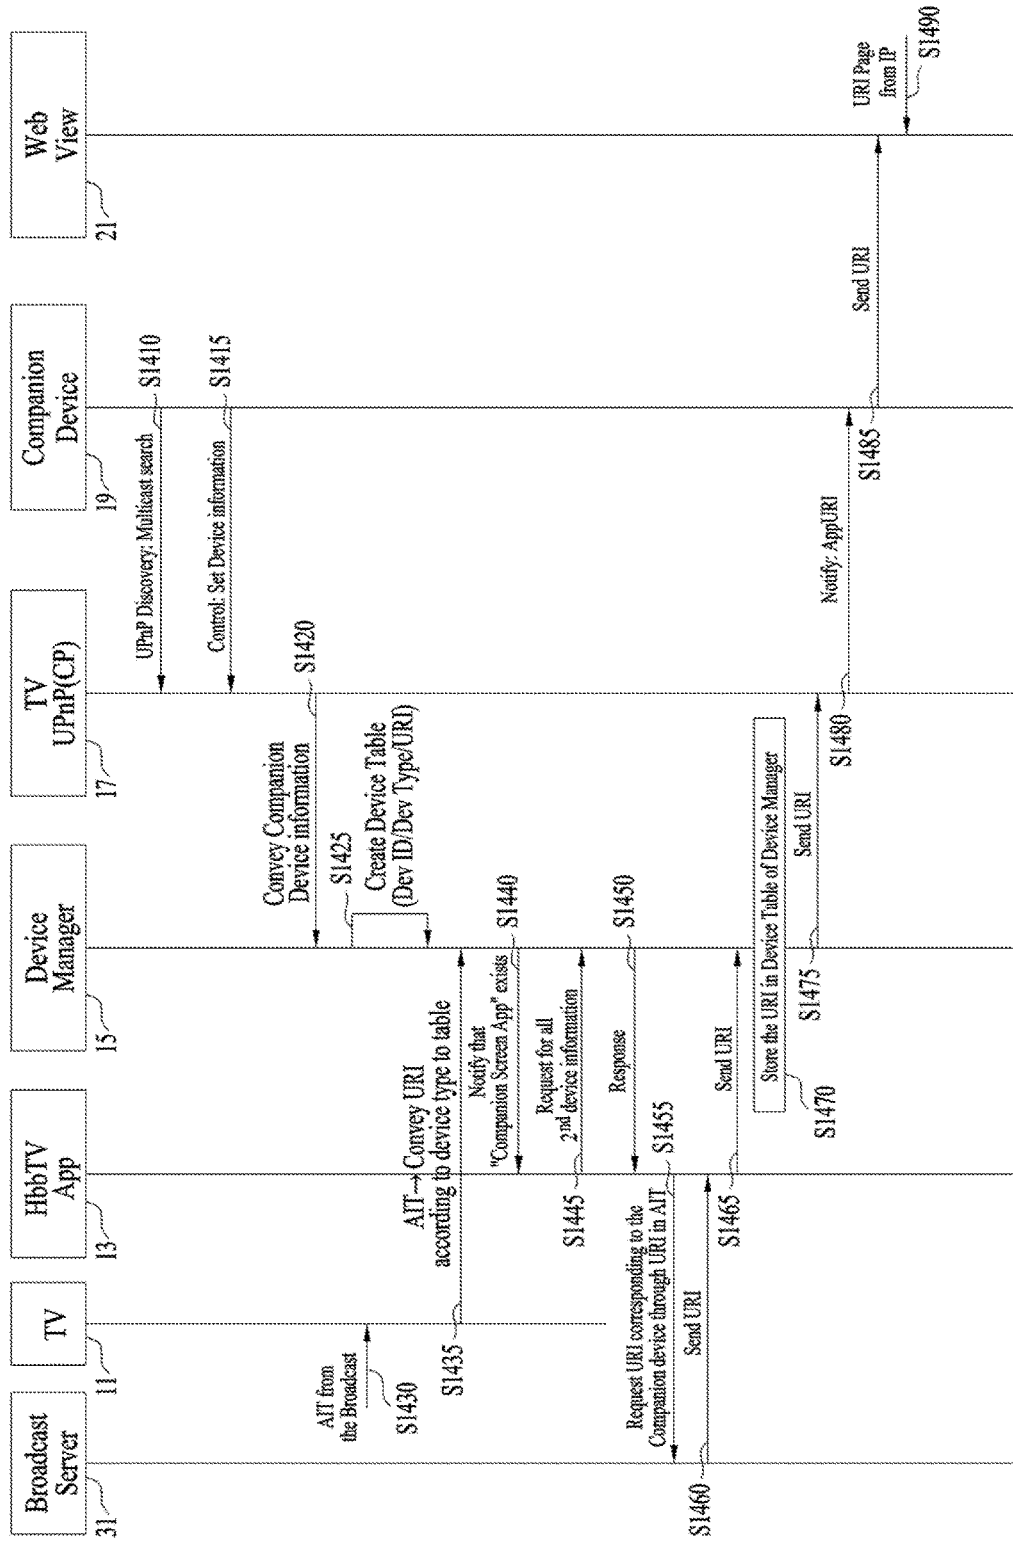 Broadcast
Server
31
TV
11
HbbTV
App
13
Device
Manager
15
TV
UPnP(CP)
17
Companion
Device
19
Web
View
21
UPnP Discovery: Multicast search
S1410
Control: Set Device information
S1415
Convey Companion
Device information
S1420
S1425
Create Device Table
(Dev ID/Dev Type/URI)
AIT from
the Broadcast
S1430
AIT→Convey URI
according to device type to table
S1435
Notify that
"Companion Screen App" exists
S1440
Request for all
2nd device information
S1445
Response
S1450
Request URI corresponding to the
Companion device through URI in AIT
S1455
Send URI
S1460
Send URI
S1465
Store the URI in Device Table of Device Manager
S1470
Send URI
S1475
Notify: AppURI
S1480
Send URI
S1485
URI Page
from IP
S1490